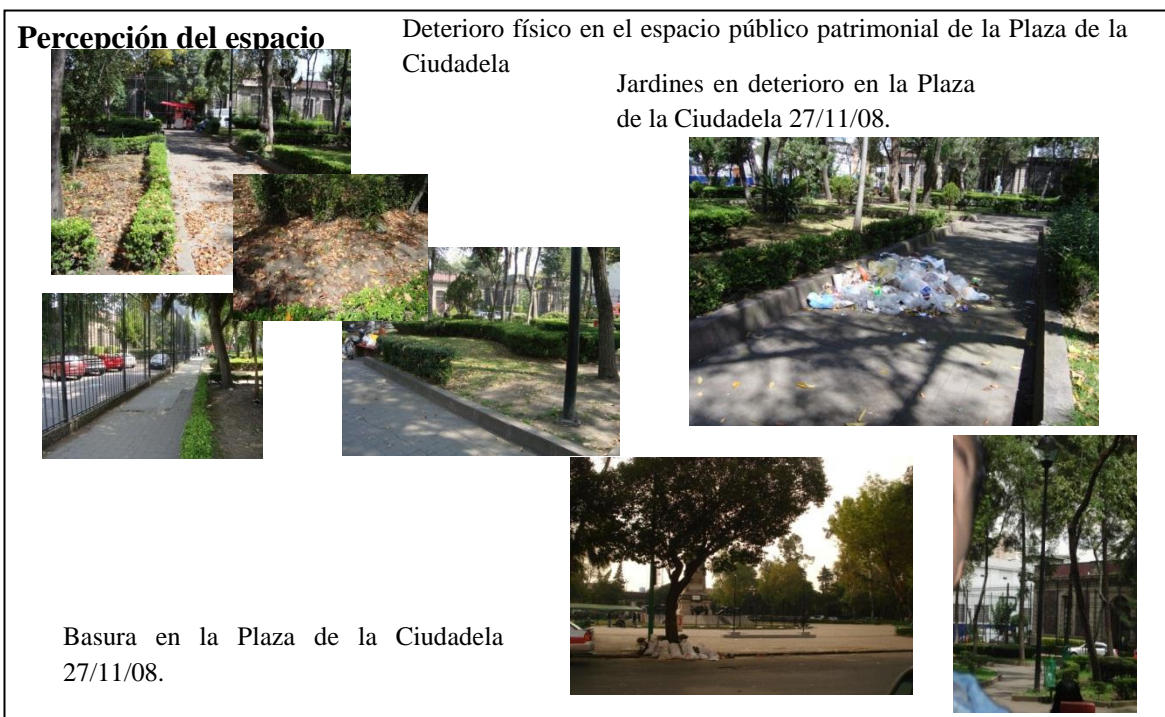 Percepción del espacio
Deterioro físico en el espacio público patrimonial de la Plaza de la
Ciudadela
Jardines en deterioro en la Plaza
de la Ciudadela 27/11/08.
Basura en la Plaza de la Ciudadela
27/11/08.